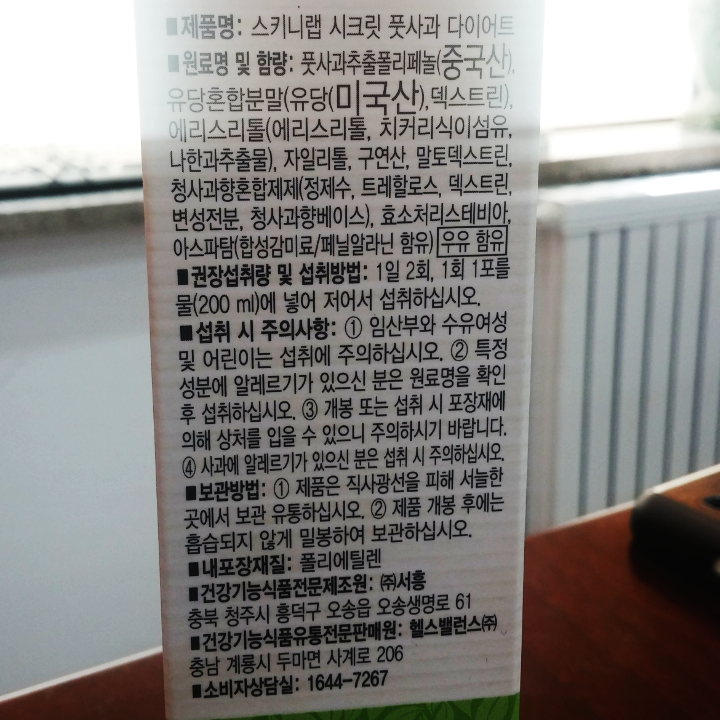 ■제품명: 스키니랩 시크릿 풋사과 다이어트
■원료명 및 함량: 풋사과추출폴리페놀(중국산),
유당혼합분말(유당(미국산),덱스트린),
에리스리톨(에리스리톨, 치커리식이섬유,
나한과추출물), 자일리톨, 구연산, 말토덱스트린,
청사과향혼합제제(정제수, 트레할로스, 덱스트린,
변성전분, 청사과향베이스), 효소처리스테비아,
아스파탐(합성감미료/페닐알라닌 함유) 우유 함유
■권장섭취량 및 섭취방법: 1일 2회, 1회 1포를
물(200 ml)에 넣어 저어서 섭취하십시오.
■섭취 시 주의사항: ① 임산부와 수유여성
및 어린이는 섭취에 주의하십시오. ② 특정
성분에 알레르기가 있으신 분은 원료명을 확인
후 섭취하십시오. ③ 개봉 또는 섭취 시 포장재에
의해 상처를 입을 수 있으니 주의하시기 바랍니다.
④ 사과에 알레르기가 있으신 분은 섭취 시 주의하십시오.
■보관방법: ① 제품은 직사광선을 피해 서늘한
곳에서 보관 유통하십시오. ② 제품 개봉 후에는
흡습되지 않게 밀봉하여 보관하십시오.
■내포장재질: 폴리에틸렌
■건강기능식품전문제조원: ㈜서흥
충북 청주시 흥덕구 오송읍 오송생명로 61
■건강기능식품유통전문판매원: 헬스밸런스㈜
충남 계룡시 두마면 사계로 206
■소비자상담실: 1644-7267